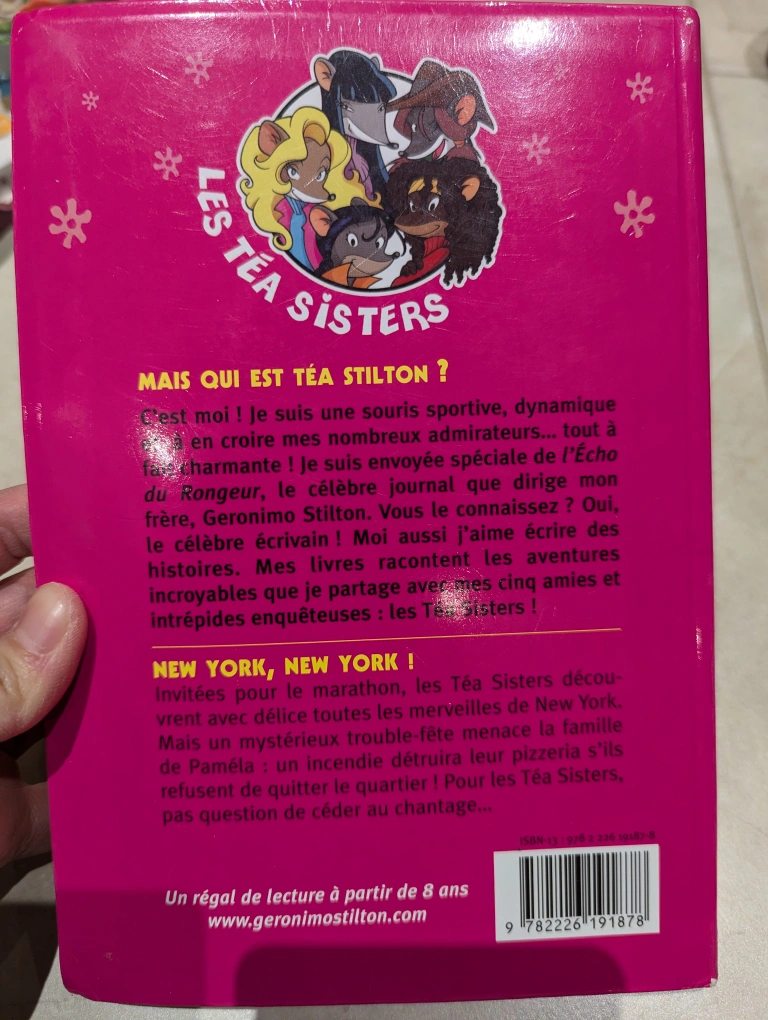 LES TÉA SISTERS
MAIS QUI EST TÉA STILTON ?
C'est moi ! Je suis une souris sportive, dynamique
et, à en croire mes nombreux admirateurs... tout à
fait charmante ! Je suis envoyée spéciale de l'Écho
du Rongeur, le célèbre journal que dirige mon
frère, Geronimo Stilton. Vous le connaissez ? Oui,
le célèbre écrivain ! Moi aussi j'aime écrire des
histoires. Mes livres racontent les aventures
incroyables que je partage avec mes cinq amies et
intrépides enquêteuses : les Téa Sisters !
NEW YORK, NEW YORK !
Invitées pour le marathon, les Téa Sisters décou-
vrent avec délice toutes les merveilles de New York.
Mais un mystérieux trouble-fête menace la famille
de Paméla : un incendie détruira leur pizzeria s'ils
refusent de quitter le quartier ! Pour les Téa Sisters,
pas question de céder au chantage...
ISBN-13 : 978 2 226 19187-8
Un régal de lecture à partir de 8 ans
www.geronimostilton.com
9 782226 191878